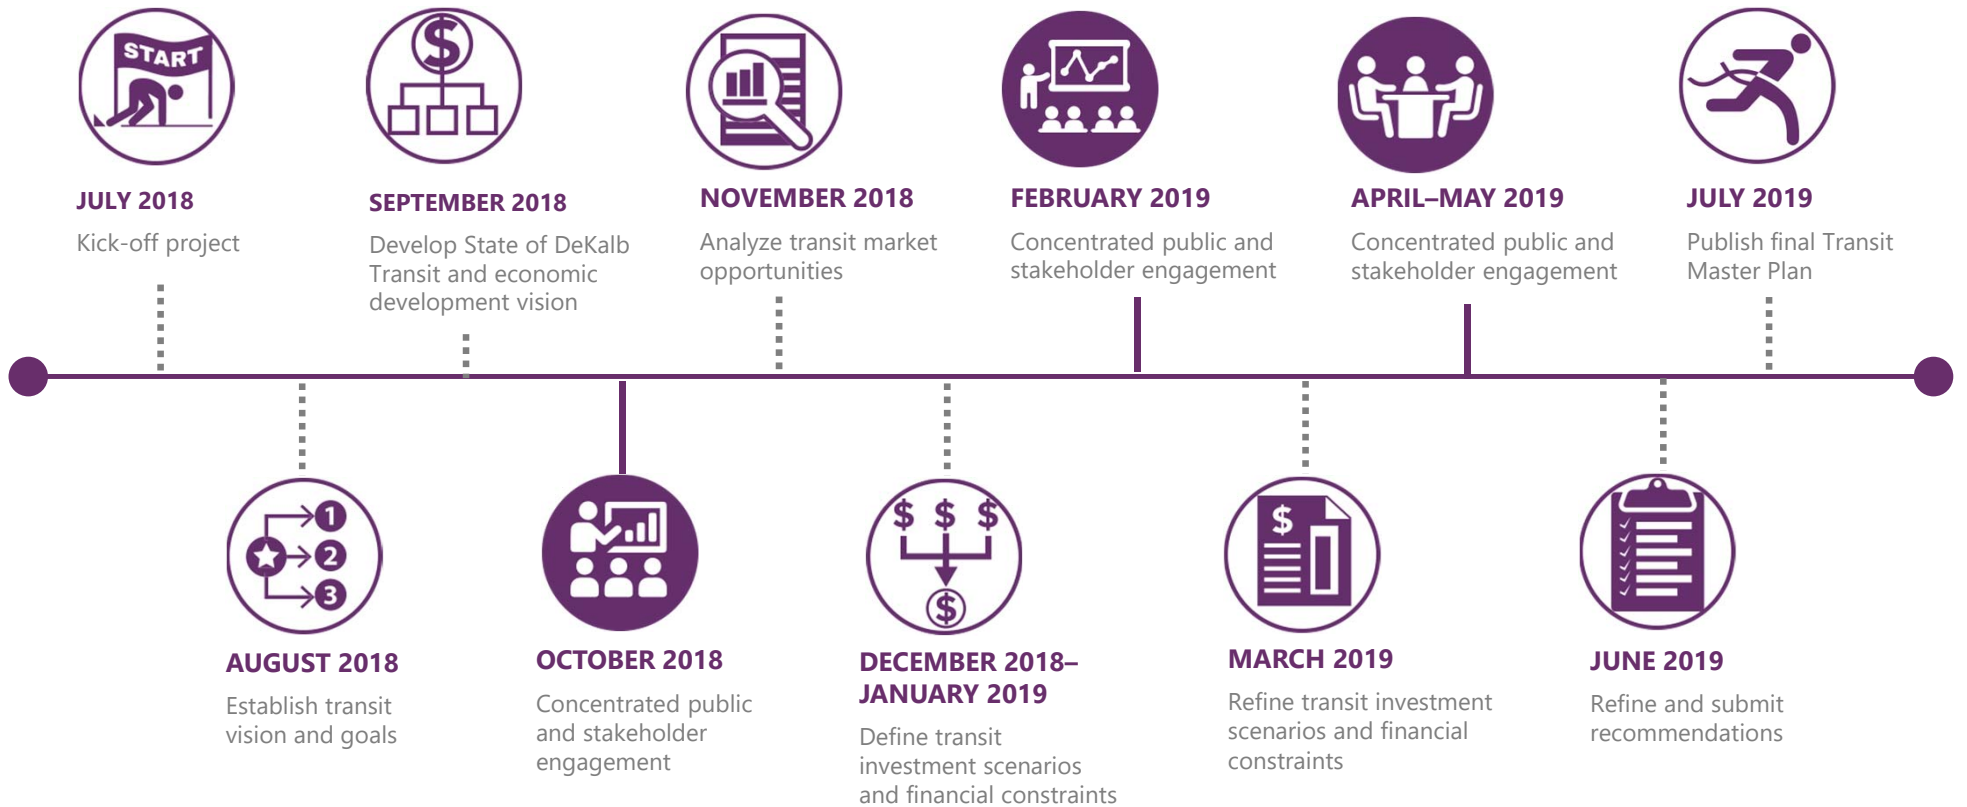 START
JULY 2018
Kick-off project
$
SEPTEMBER 2018
Develop State of DeKalb
Transit and economic
development vision
NOVEMBER 2018
Analyze transit market
opportunities
FEBRUARY 2019
Concentrated public and
stakeholder engagement
APRIL–MAY 2019
Concentrated public and
stakeholder engagement
JULY 2019
Publish final Transit
Master Plan
1
2
3
AUGUST 2018
Establish transit
vision and goals
OCTOBER 2018
Concentrated public
and stakeholder
engagement
$ $ $
$
DECEMBER 2018–
JANUARY 2019
Define transit
investment scenarios
and financial constraints
$
MARCH 2019
Refine transit investment
scenarios and financial
constraints
JUNE 2019
Refine and submit
recommendations